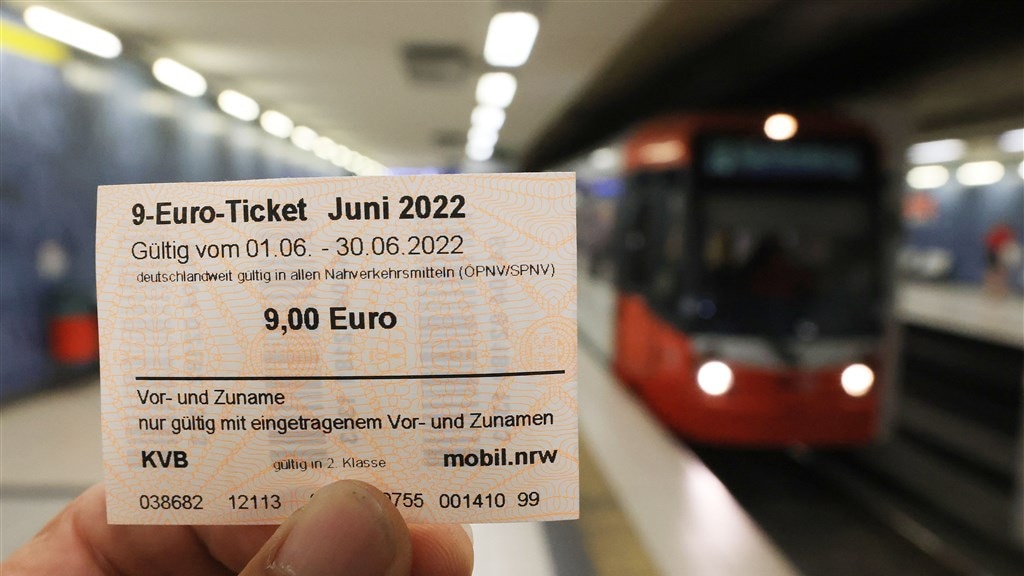 9-Euro-Ticket Juni 2022
Gültig vom 01.06. - 30.06.2022
deutschlandweit gültig in allen Nahverkehrsmitteln (ÖPNV/SPNV)
9,00 Euro
Vor- und Zuname
nur gültig mit eingetragenem Vor- und Zunamen
KVB gültig in 2. Klasse mobil.nrw
038682 12113 0755 001410 99